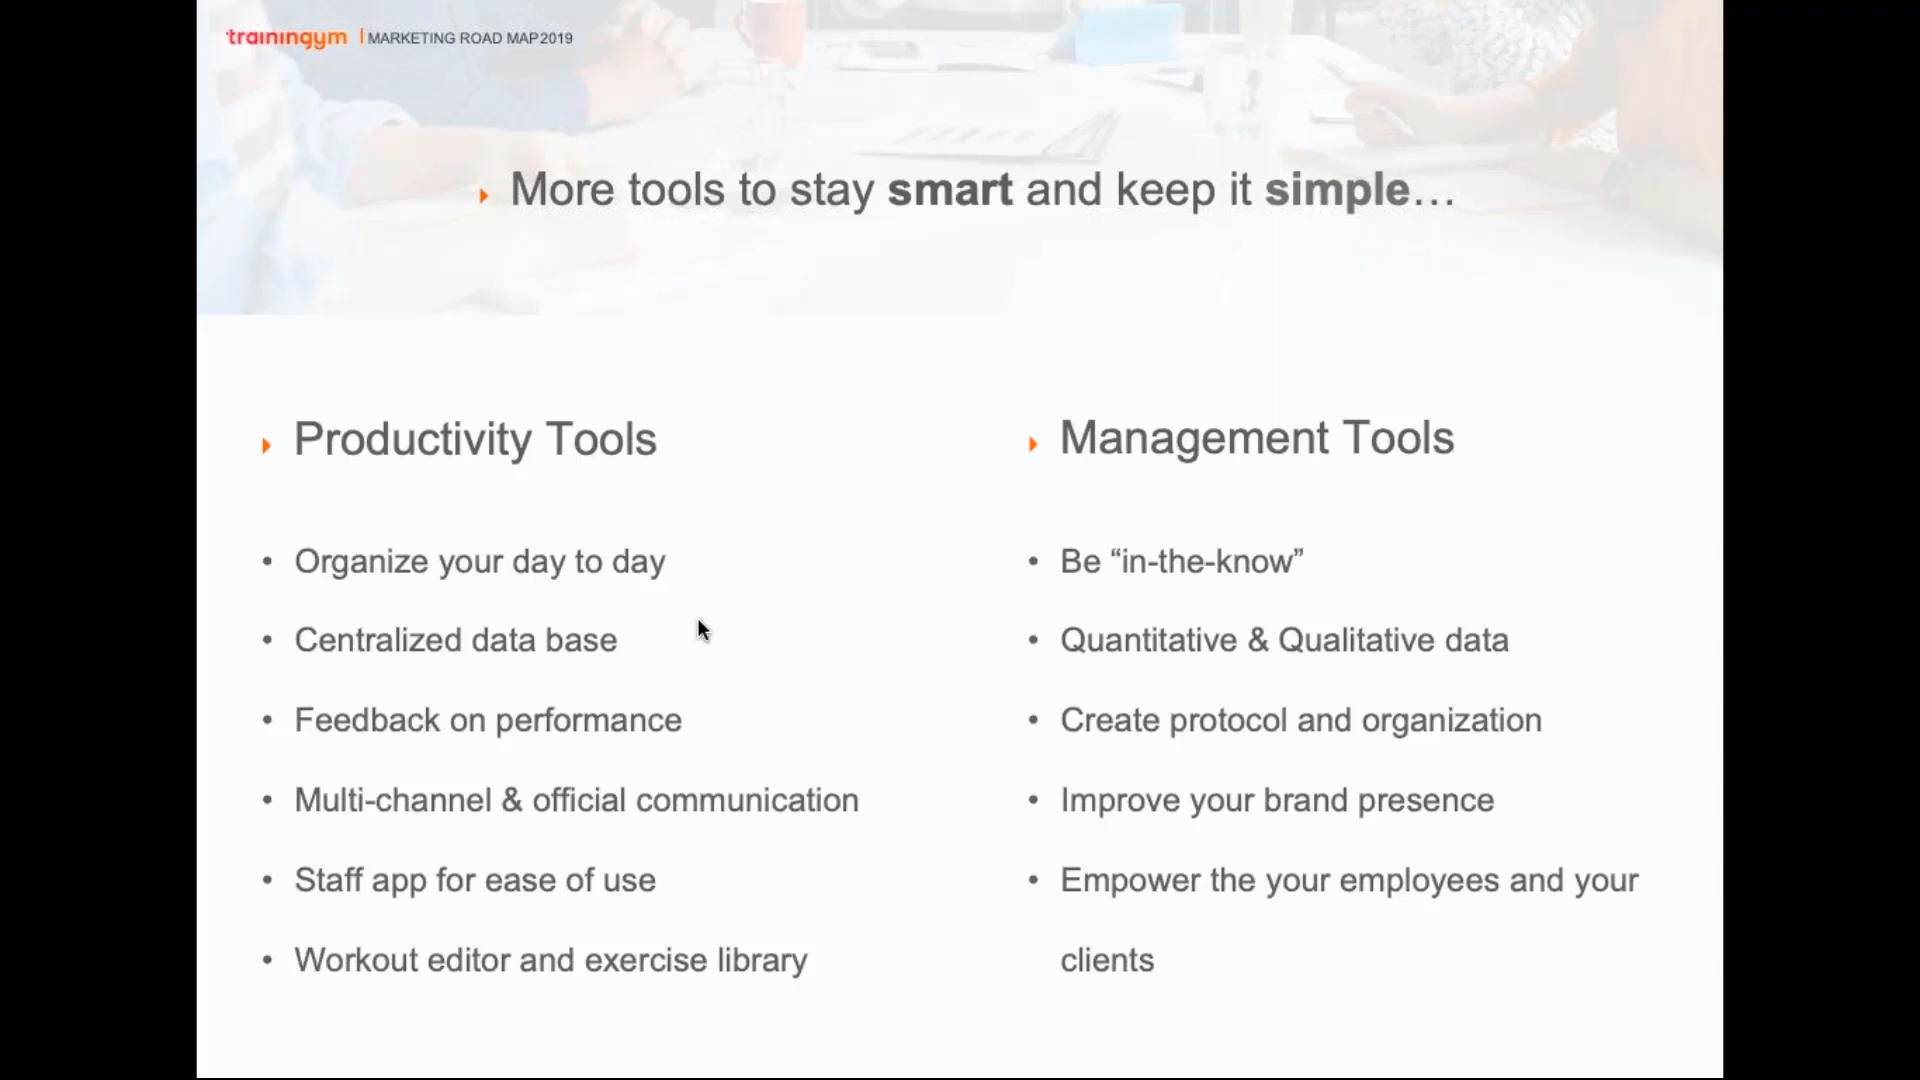 trainingym | MARKETING ROAD MAP 2019
More tools to stay smart and keep it simple…
Productivity Tools
• Organize your day to day
• Centralized data base
• Feedback on performance
• Multi-channel & official communication
• Staff app for ease of use
• Workout editor and exercise library
Management Tools
• Be “in-the-know”
• Quantitative & Qualitative data
• Create protocol and organization
• Improve your brand presence
• Empower the your employees and your
clients